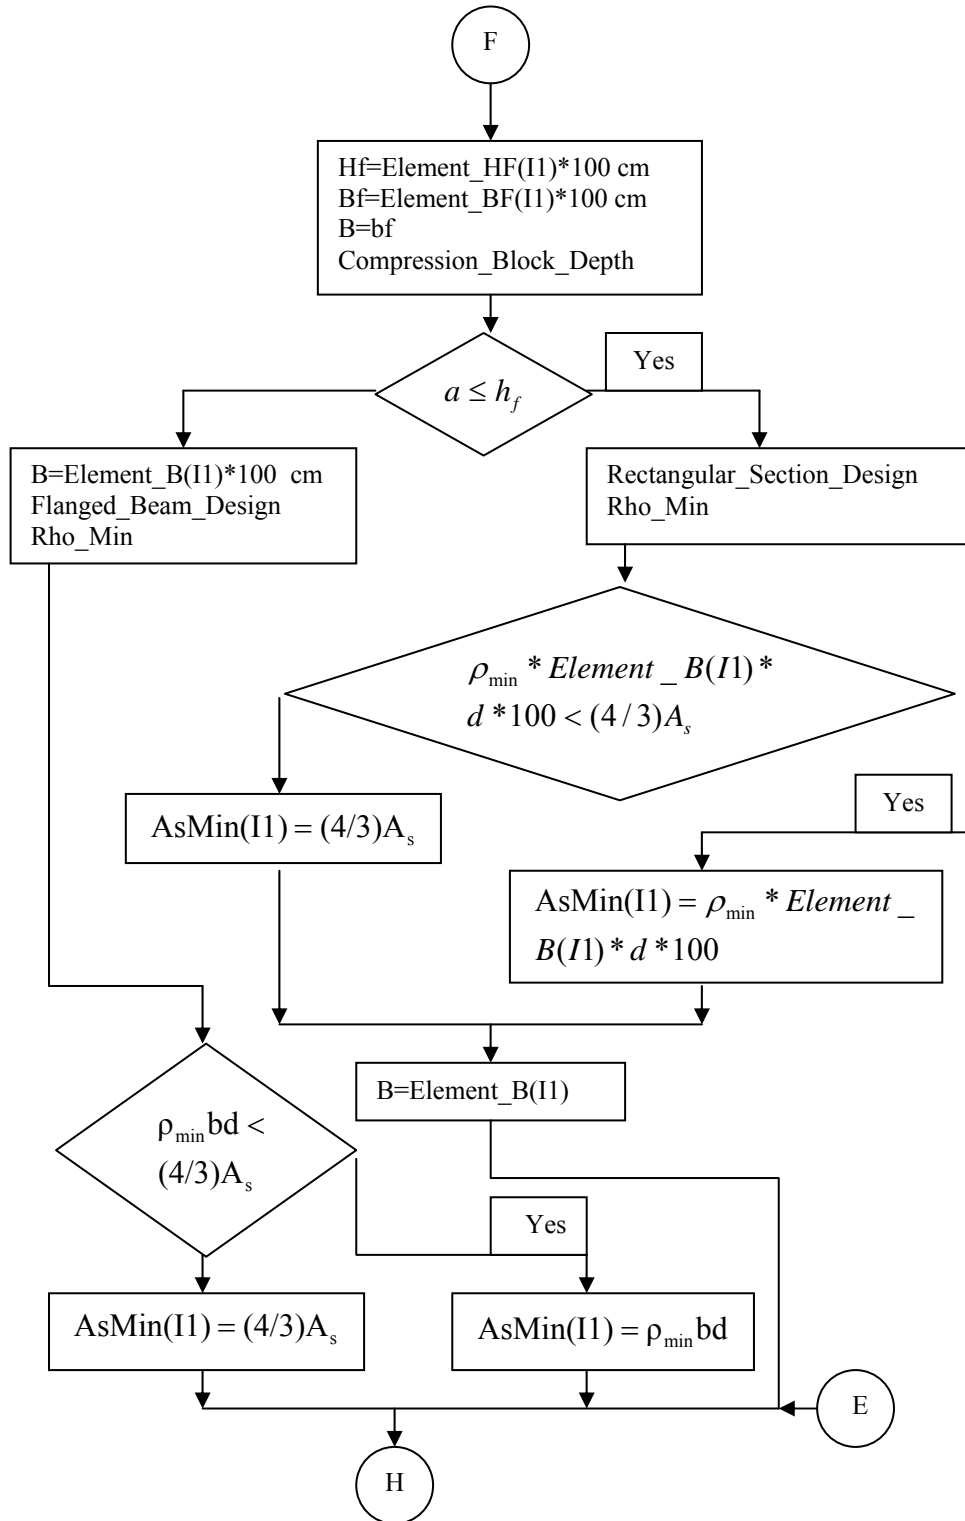 F
Hf=Element_HF(I1)*100 cm
Bf=Element_BF(I1)*100 cm
B=bf
Compression_Block_Depth
a ≤ h_f
Yes
B=Element_B(I1)*100 cm
Flanged_Beam_Design
Rho_Min
Rectangular_Section_Design
Rho_Min
ρ_min * Element _ B(I1) *
d *100 < (4 / 3)A_s
Yes
AsMin(I1) = (4/3)A_s
AsMin(I1) = ρ_min * Element _
B(I1) * d *100
B=Element_B(I1)
ρ_min bd <
(4/3)A_s
Yes
AsMin(I1) = (4/3)A_s
AsMin(I1) = ρ_min bd
E
H